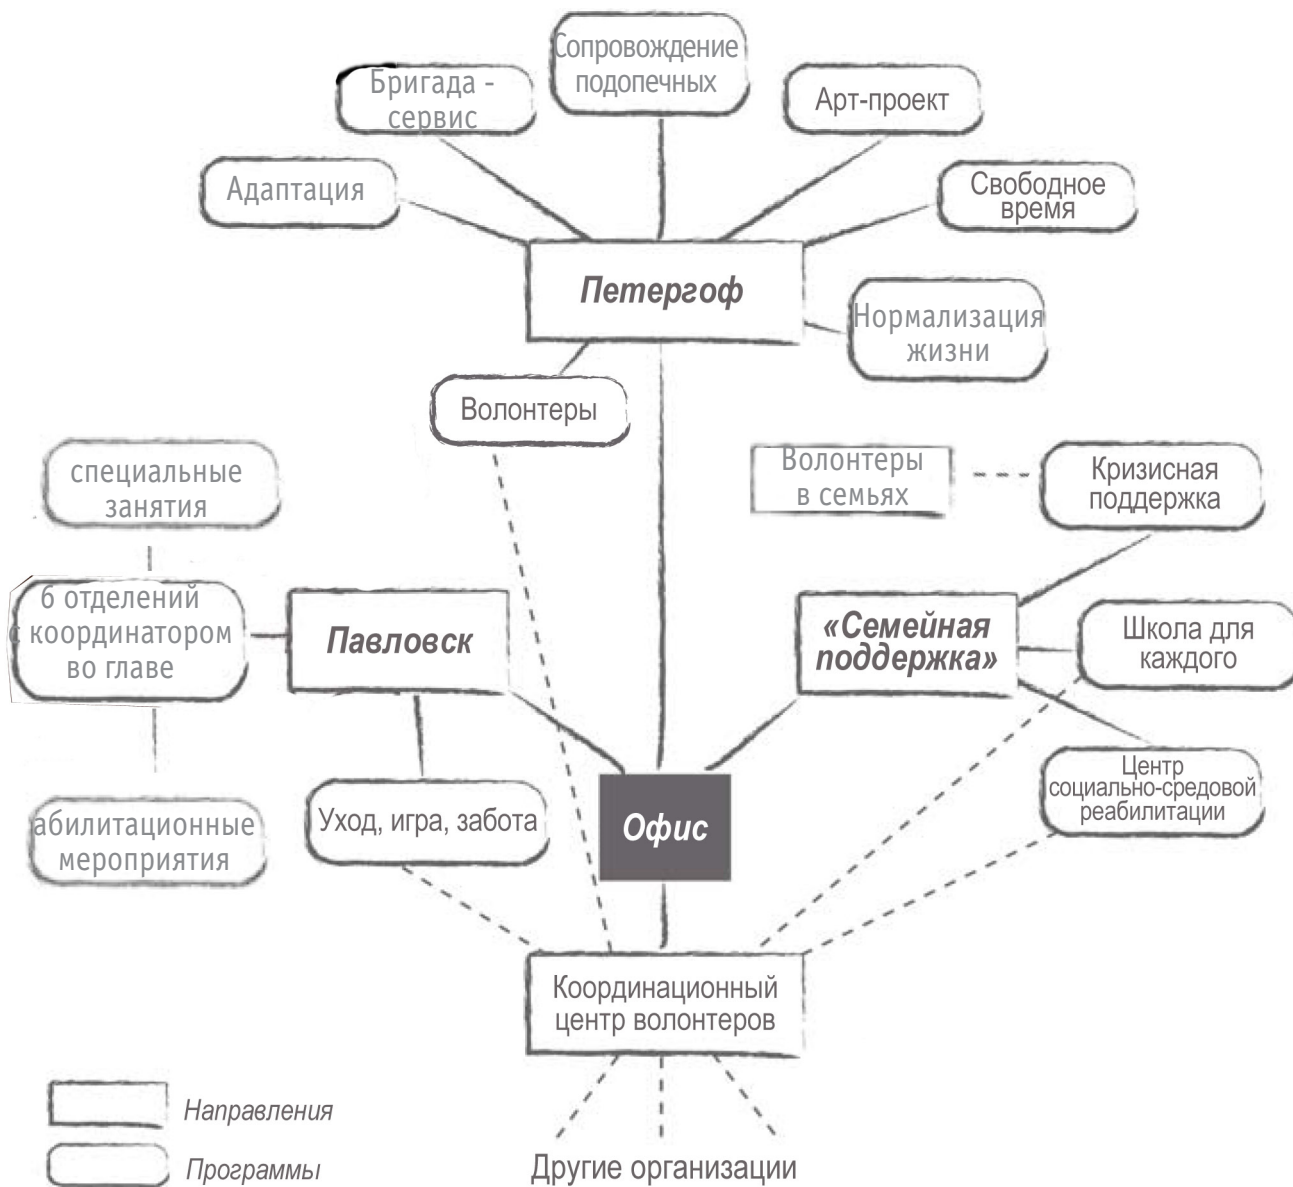 Сопровождение
подопечных
Бригада -
сервис
Арт-проект
Адаптация
Свободное
время
Петергоф
Нормализация
жизни
Волонтеры
специальные
занятия
Волонтеры
в семьях
Кризисная
поддержка
6 отделений
с координатором
во главе
Павловск
«Семейная
поддержка»
Школа для
каждого
абилитационные
мероприятия
Уход, игра, забота
Офис
Центр
социально-средовой
реабилитации
Координационный
центр волонтеров
Направления
Программы
Другие организации